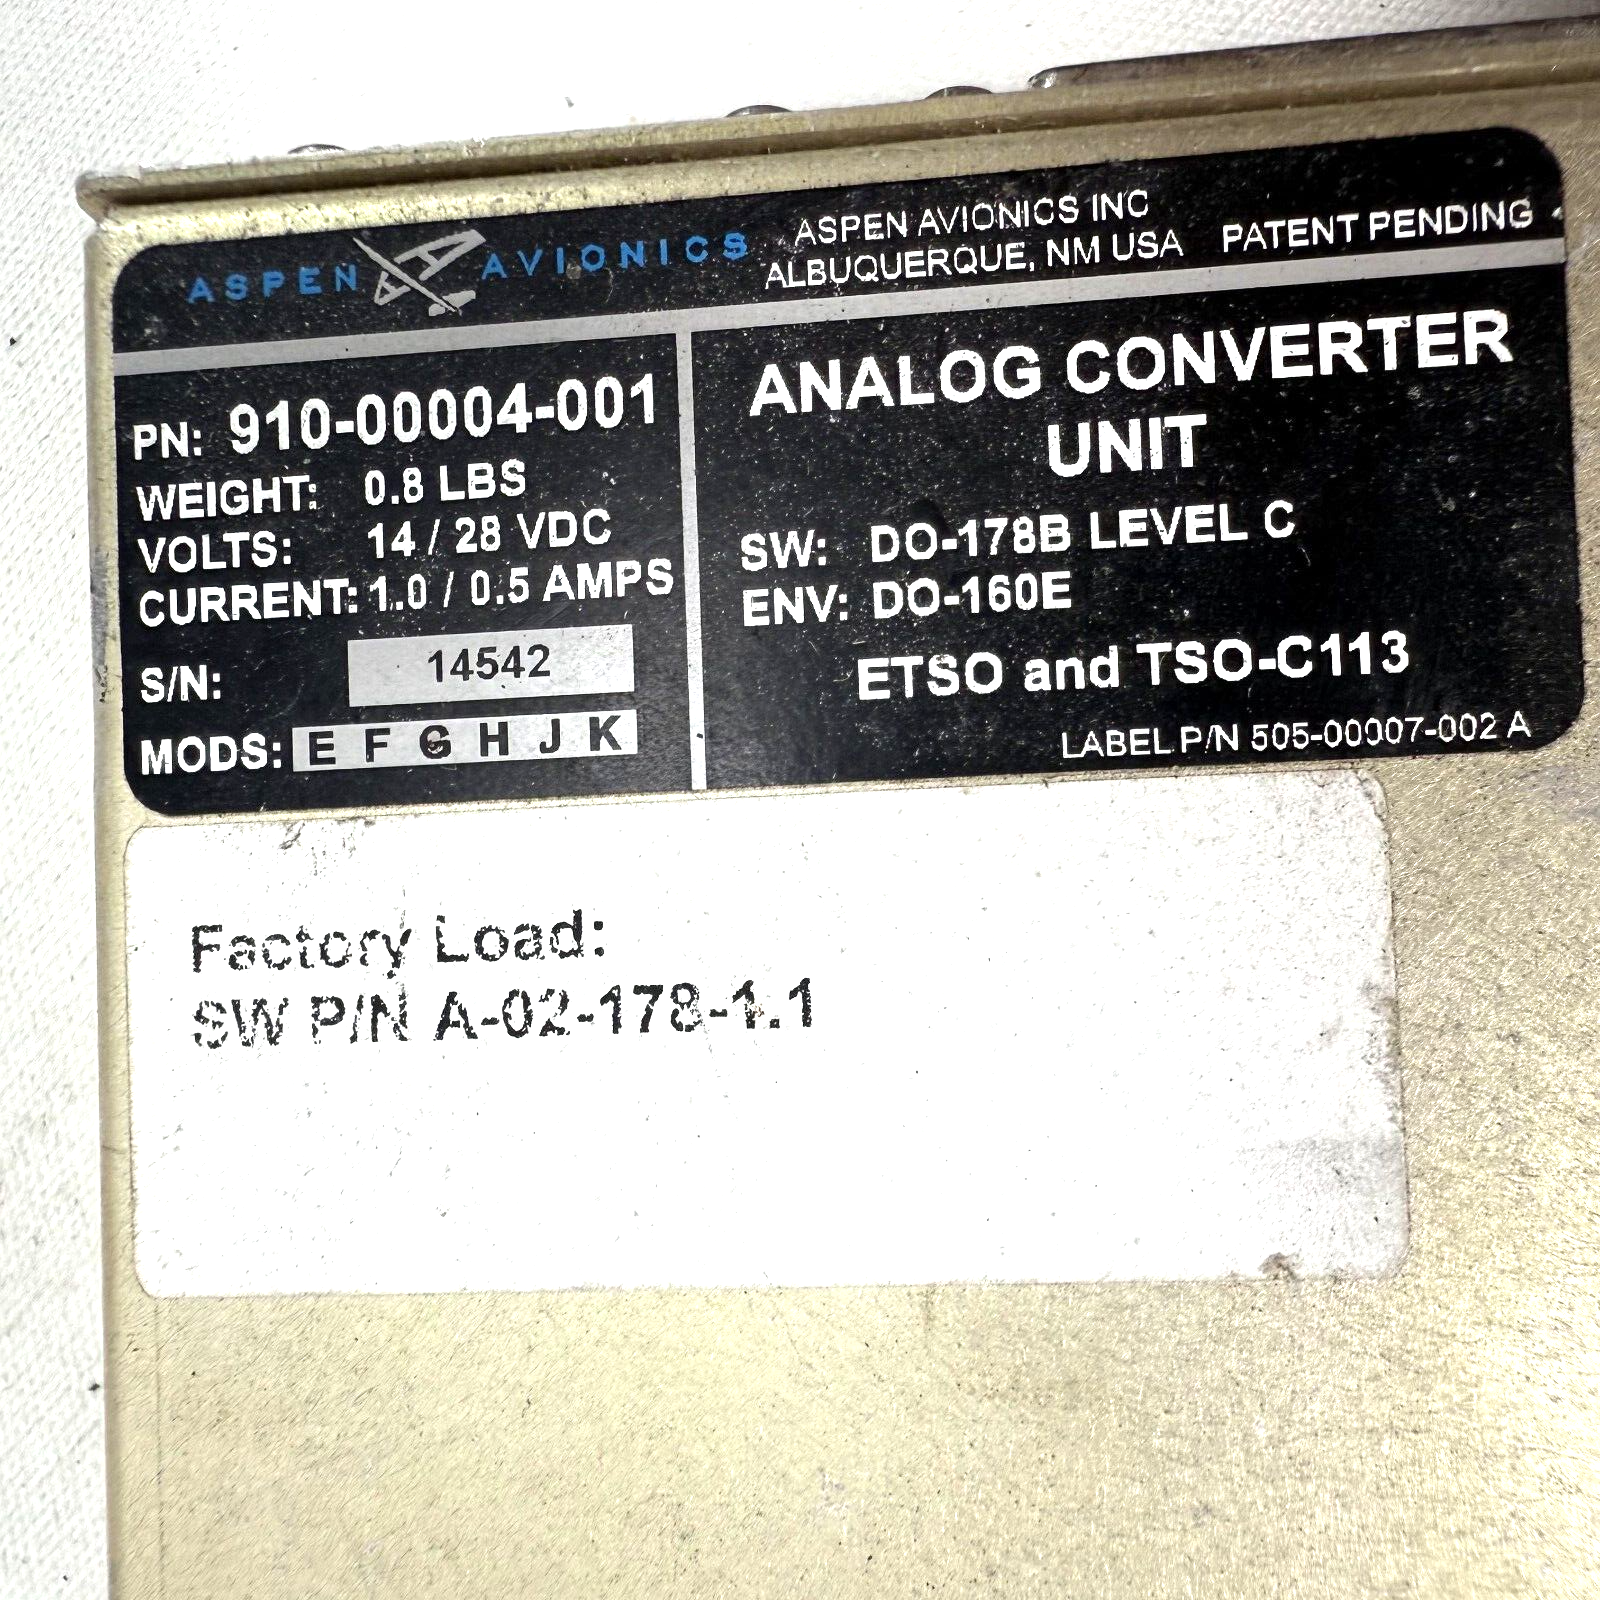 ASPEN AVIONICS
ASPEN AVIONICS INC
ALBUQUERQUE, NM USA
PATENT PENDING
PN: 910-00004-001
WEIGHT: 0.8 LBS
VOLTS: 14 / 28 VDC
CURRENT: 1.0 / 0.5 AMPS
S/N: 14542
MODS: E F G H J K
ANALOG CONVERTER
UNIT
SW: DO-178B LEVEL C
ENV: DO-160E
ETSO and TSO-C113
LABEL P/N 505-00007-002 A
Factory Load:
SW P/N A-02-178-1.1